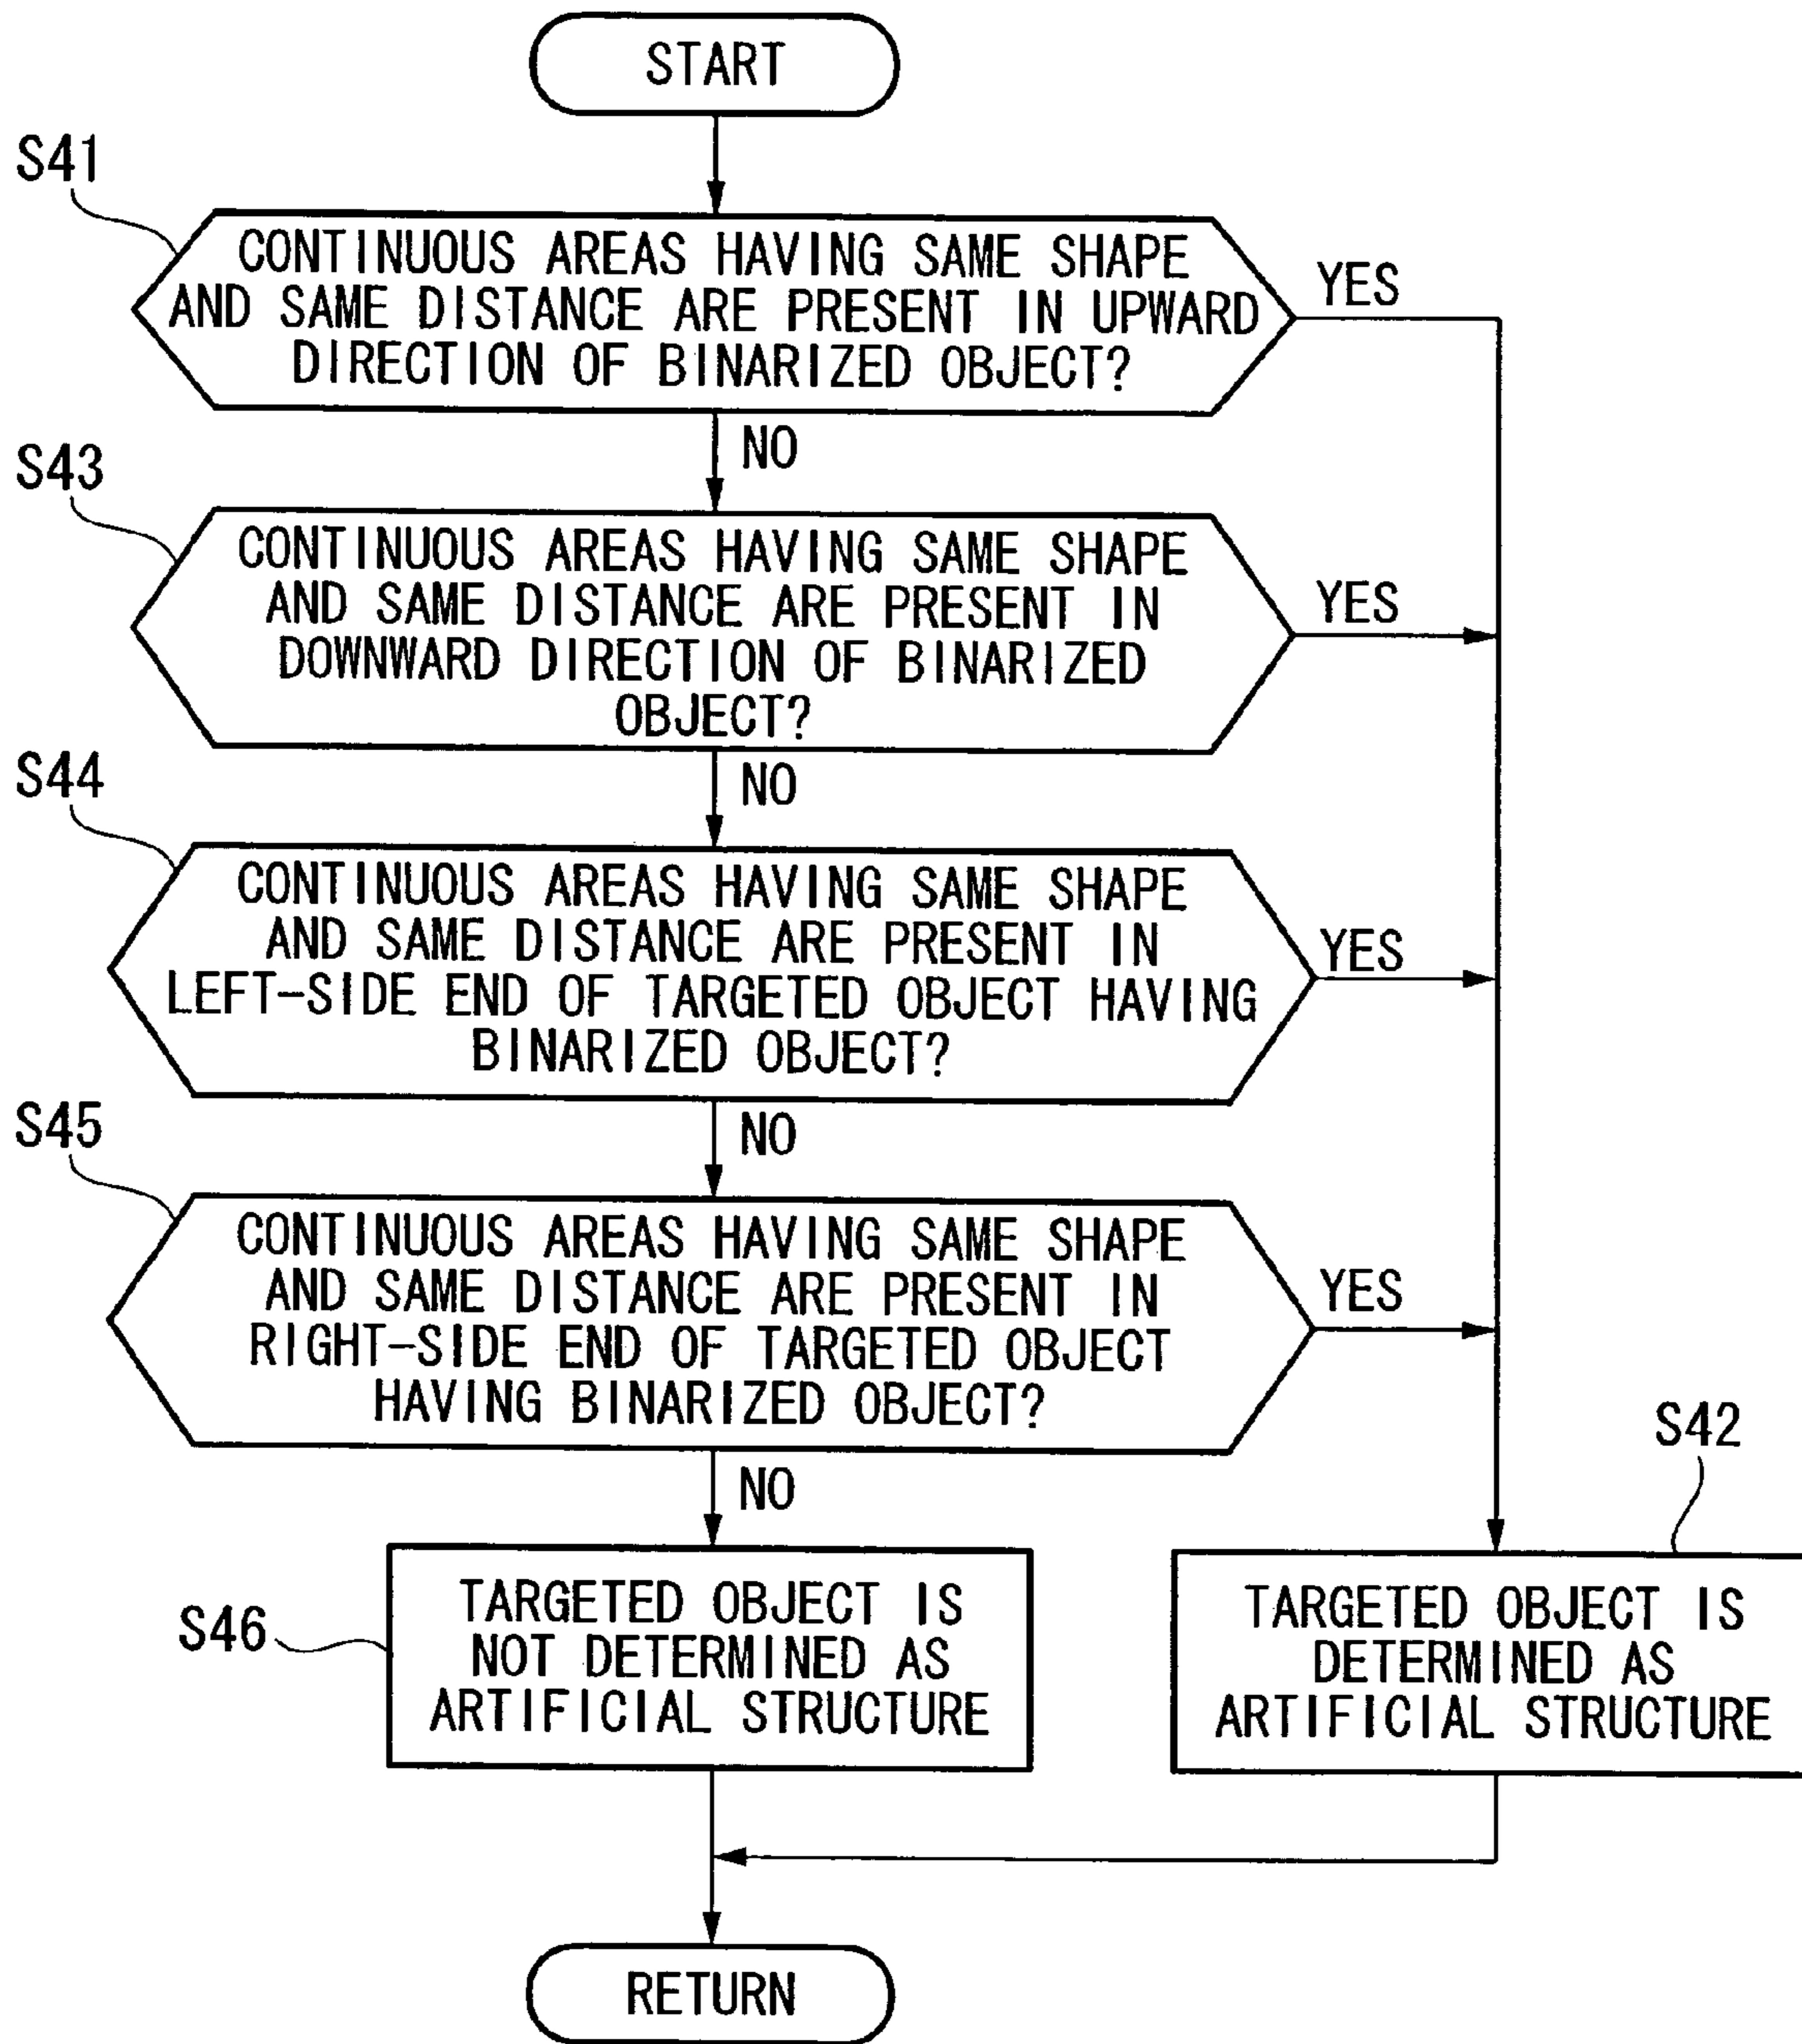 START
S41
CONTINUOUS AREAS HAVING SAME SHAPE
AND SAME DISTANCE ARE PRESENT IN UPWARD
DIRECTION OF BINARIZED OBJECT?
YES
NO
S43
CONTINUOUS AREAS HAVING SAME SHAPE
AND SAME DISTANCE ARE PRESENT IN
DOWNWARD DIRECTION OF BINARIZED
OBJECT?
YES
NO
S44
CONTINUOUS AREAS HAVING SAME SHAPE
AND SAME DISTANCE ARE PRESENT IN
LEFT-SIDE END OF TARGETED OBJECT HAVING
BINARIZED OBJECT?
YES
NO
S45
CONTINUOUS AREAS HAVING SAME SHAPE
AND SAME DISTANCE ARE PRESENT IN
RIGHT-SIDE END OF TARGETED OBJECT
HAVING BINARIZED OBJECT?
YES
NO
S46
TARGETED OBJECT IS
NOT DETERMINED AS
ARTIFICIAL STRUCTURE
S42
TARGETED OBJECT IS
DETERMINED AS
ARTIFICIAL STRUCTURE
RETURN